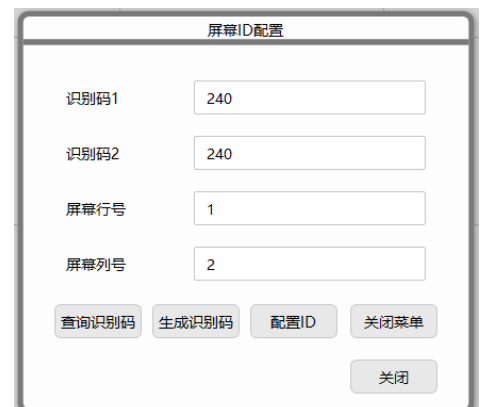 屏幕ID配置
识别码1 240
识别码2 240
屏幕行号 1
屏幕列号 2
查询识别码 生成识别码 配置ID 关闭菜单
关闭